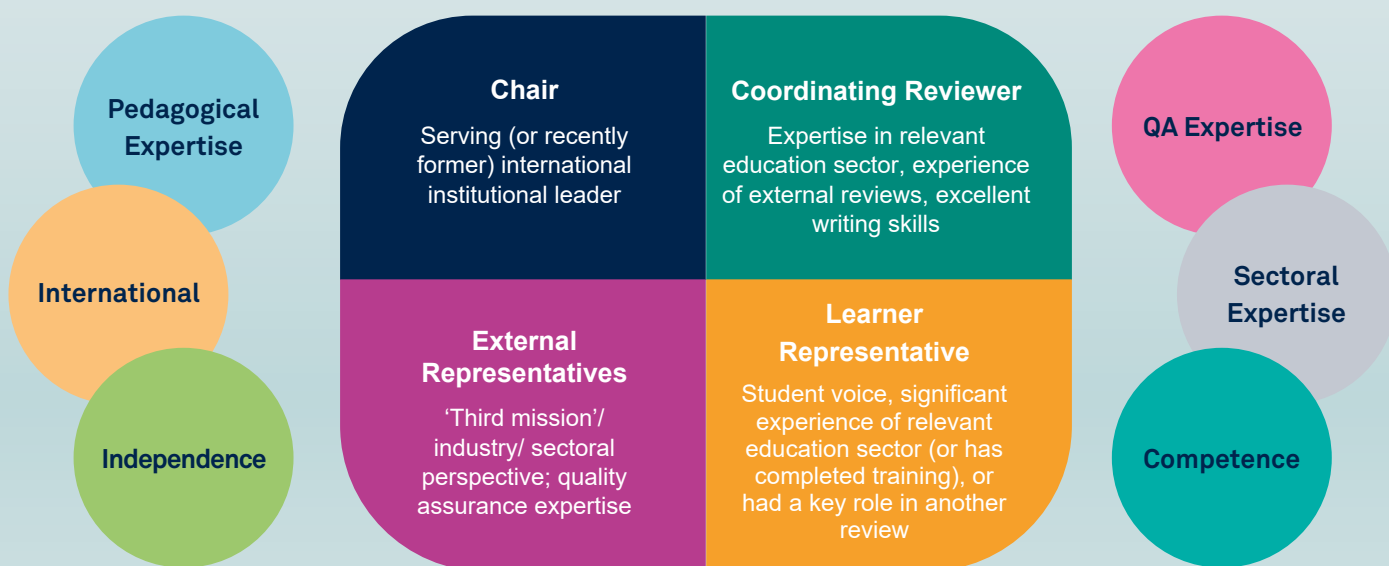 Pedagogical
Expertise
International
Independence
Chair
Serving (or recently
former) international
institutional leader
Coordinating Reviewer
Expertise in relevant
education sector, experience
of external reviews, excellent
writing skills
External
Representatives
‘Third mission’/
industry/ sectoral
perspective; quality
assurance expertise
Learner
Representative
Student voice, significant
experience of relevant
education sector (or has
completed training), or
had a key role in another
review
QA Expertise
Sectoral
Expertise
Competence